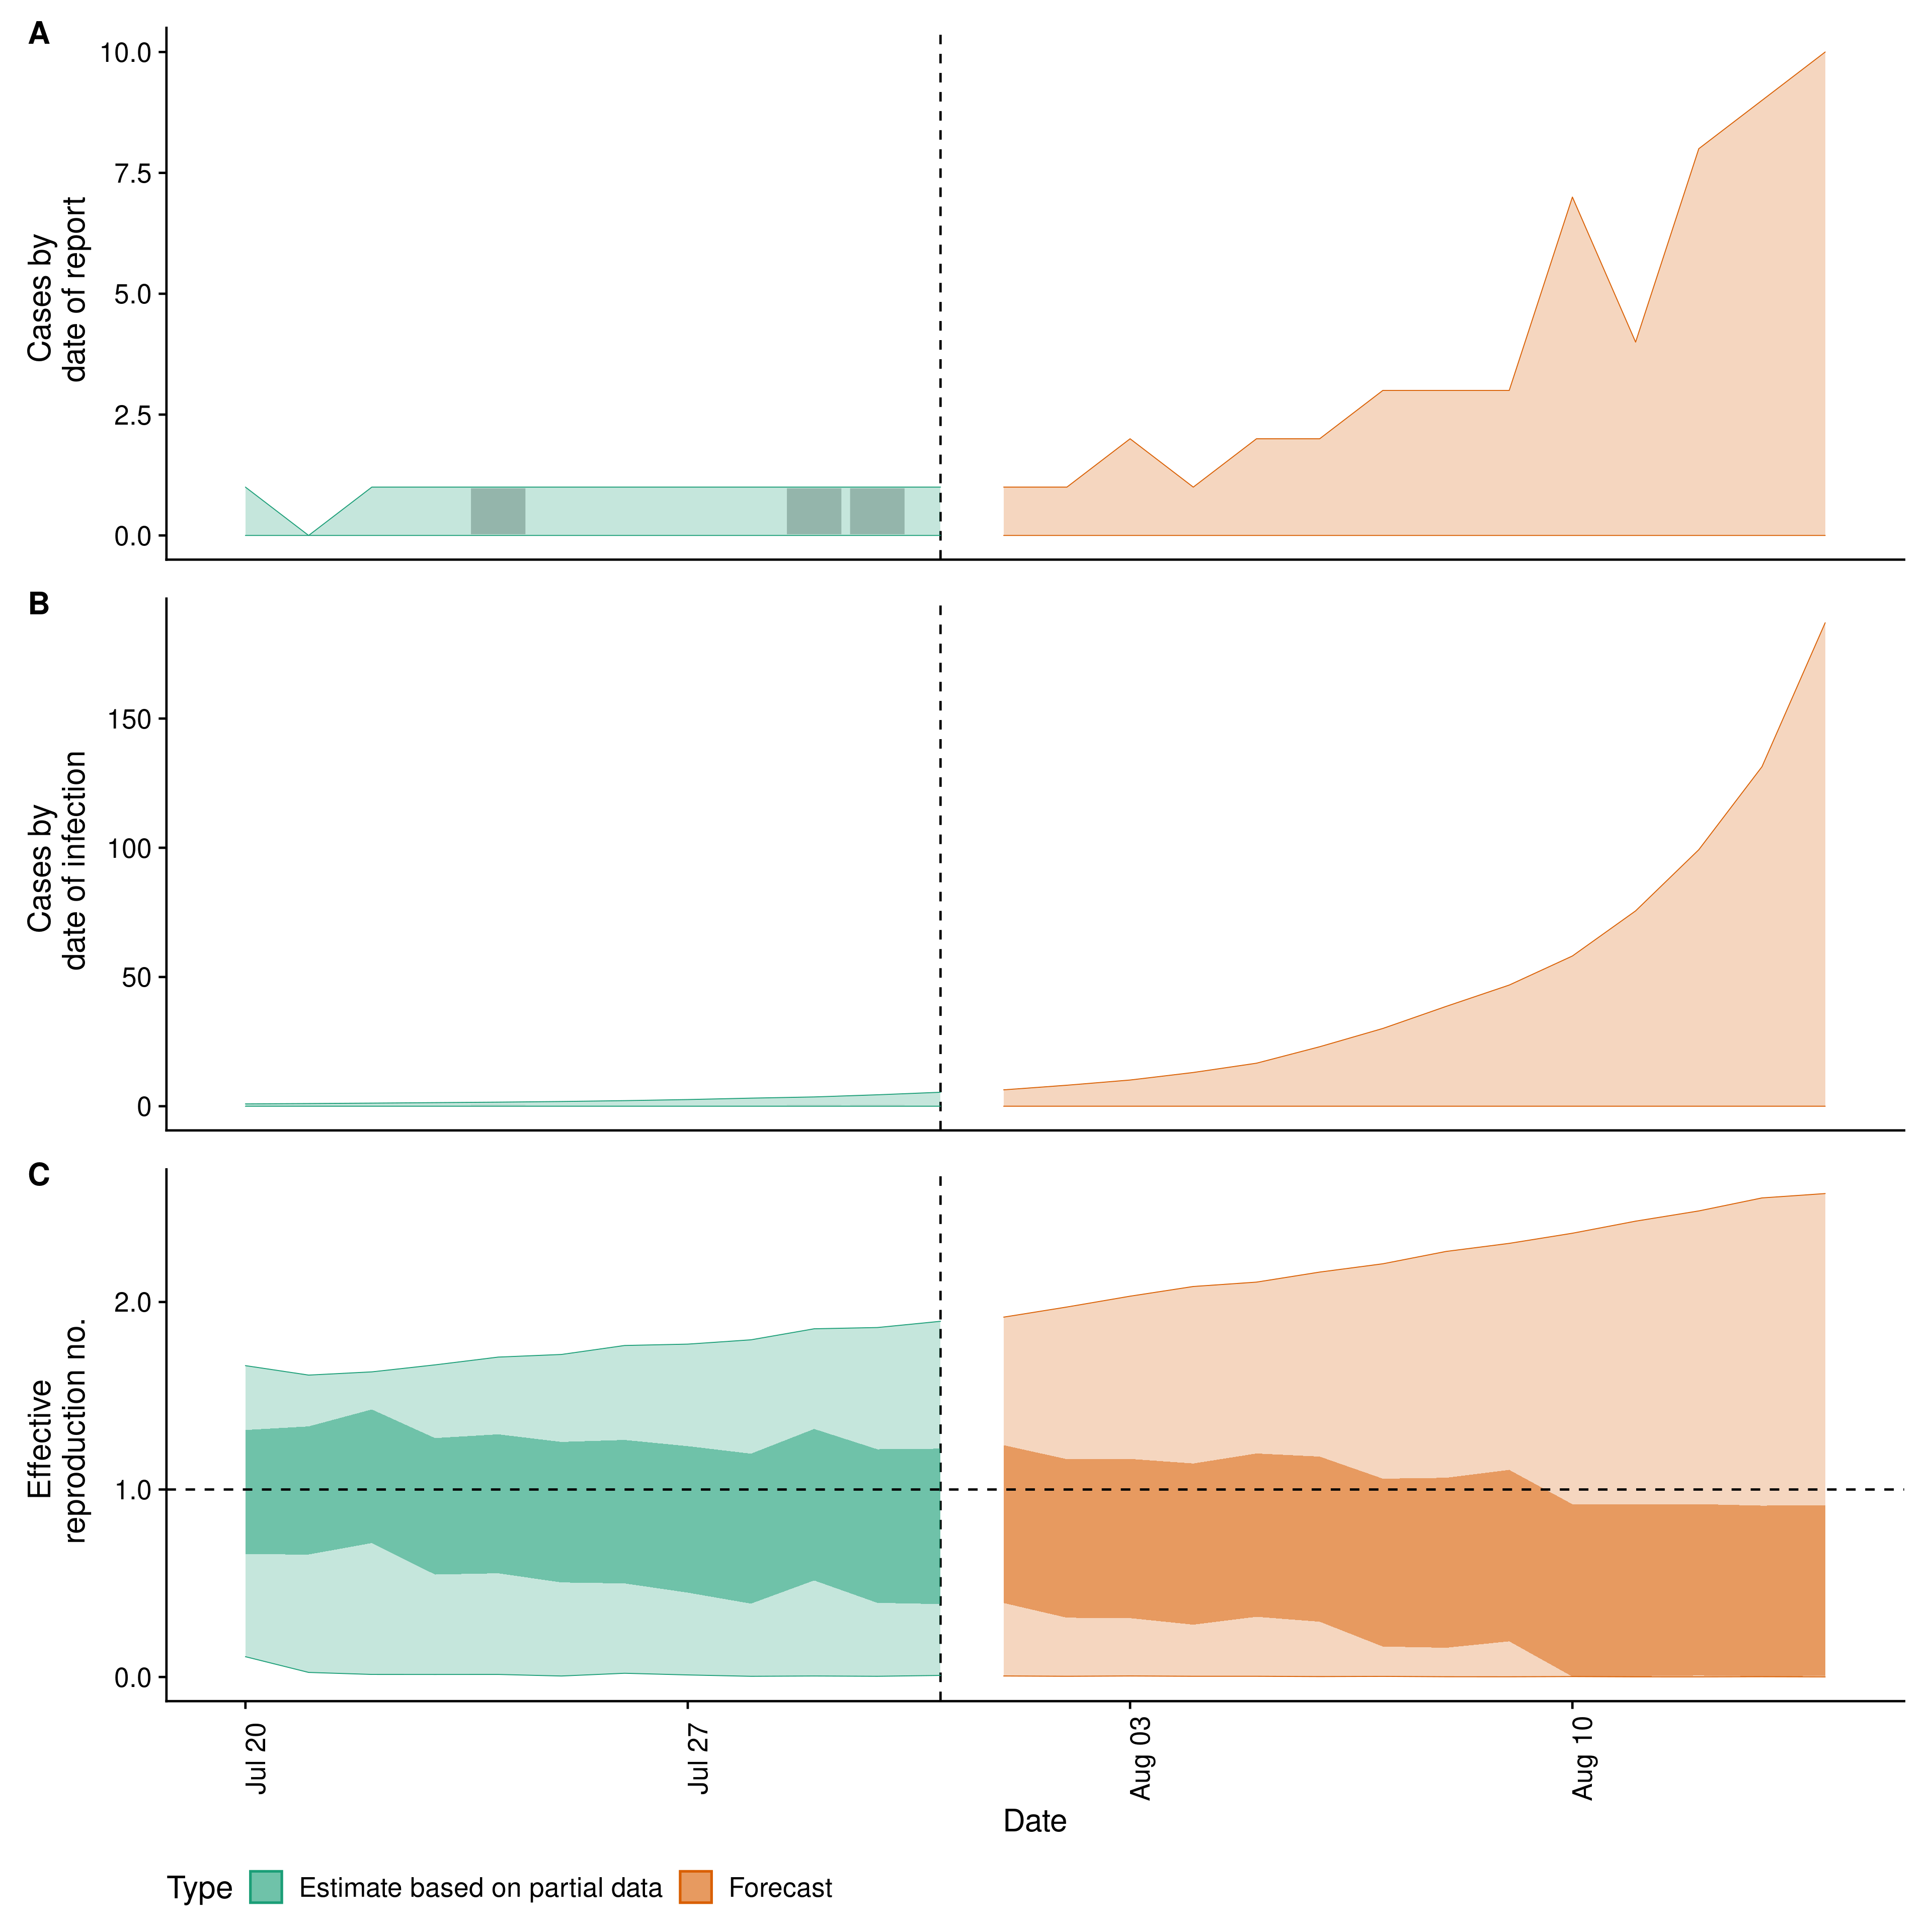 A
10.0
7.5
5.0
2.5
0.0
Cases by
date of report
B
150
100
50
0
Cases by
date of infection
C
2.0
1.0
0.0
Effective
reproduction no.
Jul 20
Jul 27
Aug 03
Aug 10
Date
Type Estimate based on partial data Forecast